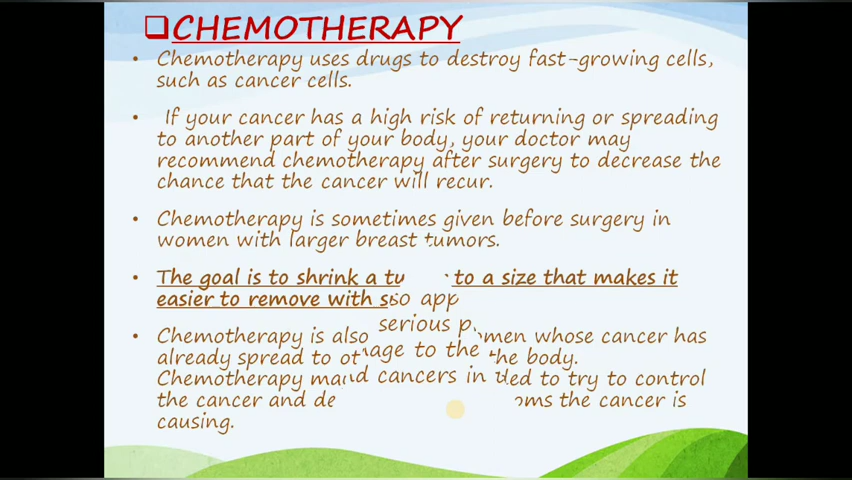 CHEMOTHERAPY
• Chemotherapy uses drugs to destroy fast-growing cells,
such as cancer cells.
• If your cancer has a high risk of returning or spreading
to another part of your body, your doctor may
recommend chemotherapy after surgery to decrease the
chance that the cancer will recur.
• Chemotherapy is sometimes given before surgery in
women with larger breast tumors.
• The goal is to shrink a to a size that makes it
easier to remove with app
• Chemotherapy is also serious whose cancer has
already spread to to the the body.
Chemotherapy cancers in to try to control
the cancer and the cancer is
causing.